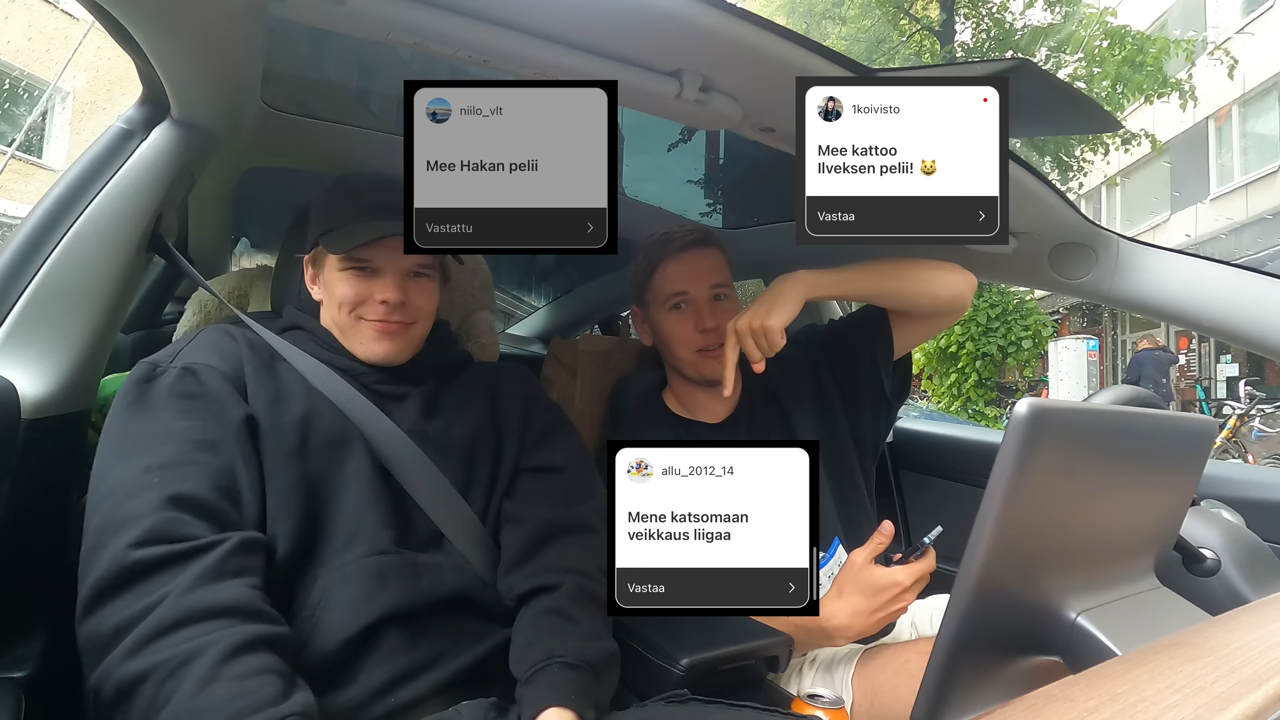 niilo_vlt
Mee Hakan pelii
Vastattu
1koivisto
Mee kattoo
Ilveksen pelii! 😺
Vastaa
allu_2012_14
Mene katsomaan
veikkaus liigaa
Vastaa